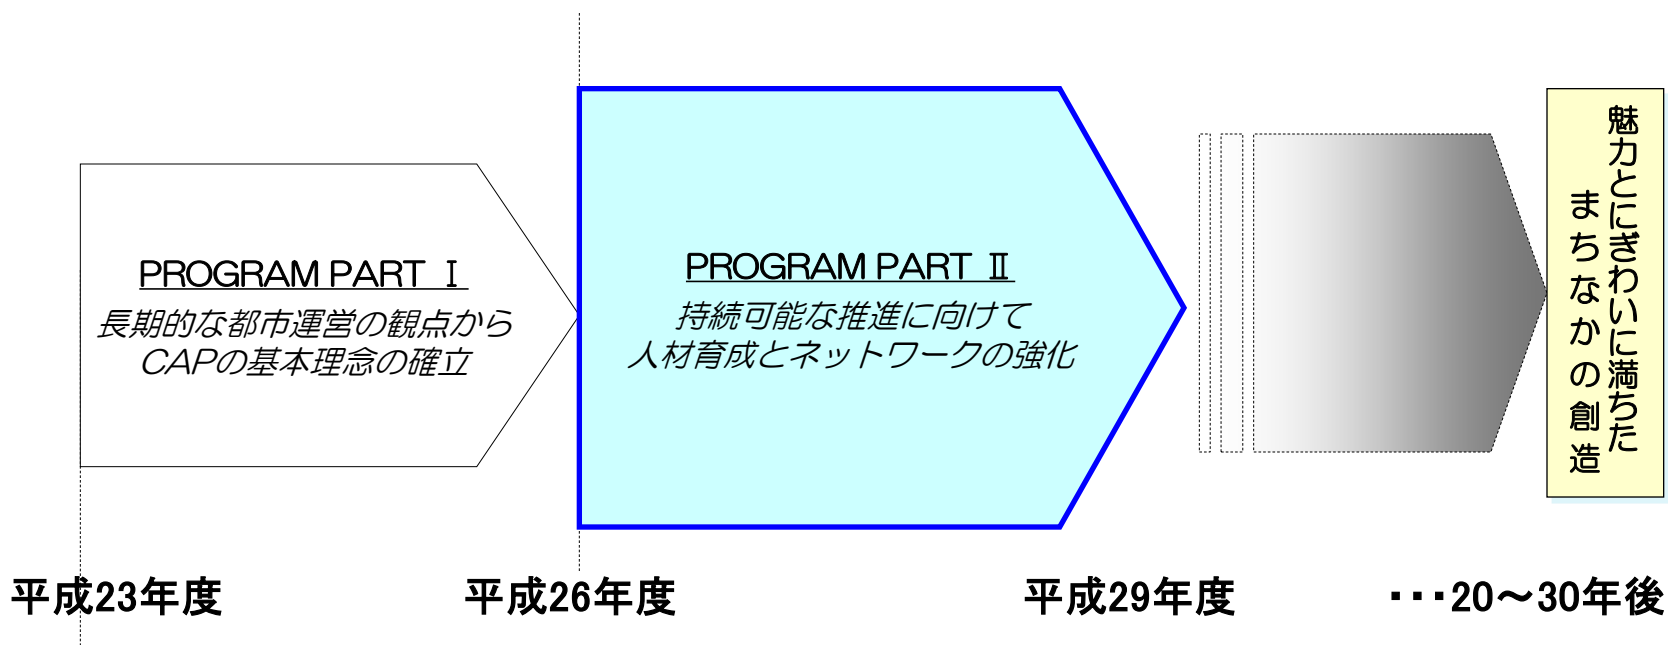 PROGRAM PART Ⅰ
長期的な都市運営の観点から
CAPの基本理念の確立
PROGRAM PART Ⅱ
持続可能な推進に向けて
人材育成とネットワークの強化
魅力とにぎわいに満ちた
まちなかの創造
平成23年度
平成26年度
平成29年度
・・・20～30年後